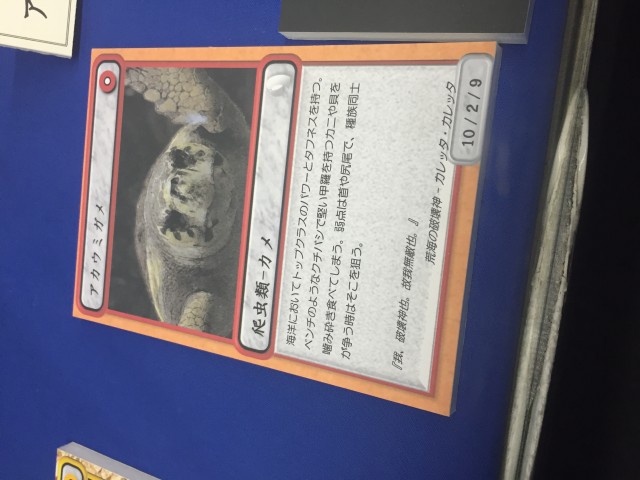 ア
アカウミガメ
爬虫類-カメ
海洋においてトップクラスのパワーとタフネスを持つ。
ペンチのようなクチバシで堅い甲羅を持つカニや貝を
噛み砕き食べてしまう。弱点は首や尻尾で、種族同士
が争う時はそこを狙う。
『我、破壊神也。故我無敵也。』
荒海の破壊神-カレッタ・カレッタ
10/2/9